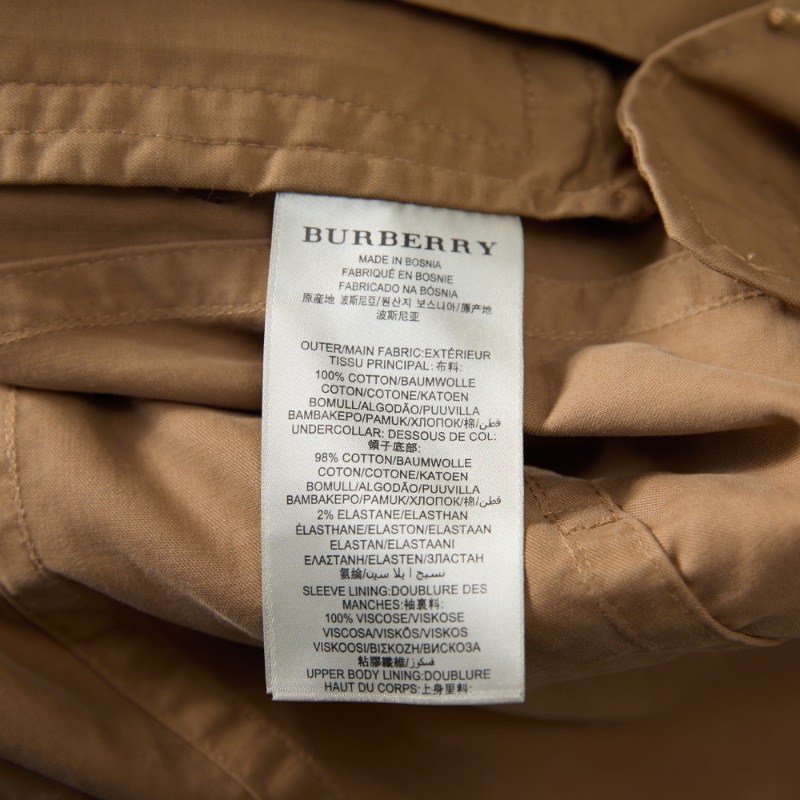 BURBERRY
MADE IN BOSNIA
FABRIQUÉ EN BOSNIE
FABRICADO NA BÓSNIA
原産地 波斯尼亞/원산지 보스니아/原产地
波斯尼亚
OUTER/MAIN FABRIC:EXTÉRIEUR
TISSU PRINCIPAL:布料:
100% COTTON/BAUMWOLLE
COTON/COTONE/KATOEN
BOMULL/ALGODÃO/PUUVILLA
ΒΑΜΒΑΚΕΡΟ/PAMUK/ХЛОПОК/棉/قطن
UNDERCOLLAR: DESSOUS DE COL:
領子底部:
98% COTTON/BAUMWOLLE
COTON/COTONE/KATOEN
BOMULL/ALGODÃO/PUUVILLA
ΒΑΜΒΑΚΕΡΟ/PAMUK/ХЛОПОК/棉/قطن
2% ELASTANE/ELASTHAN
ÉLASTHANE/ELASTON/ELASTAAN
ELASTAN/ELASTAANI
ΕΛΑΣΤΑΝΗ/ELASTEN/ЭЛАСТАН
氨綸/نسيج ايلاسين
SLEEVE LINING:DOUBLURE DES
MANCHES:袖裏料:
100% VISCOSE/VISKOSE
VISCOSA/VISKÓS/VISKOS
VISKOOSI/ΒΙΣΚΟΖΗ/ВИСКОЗА
粘膠纖維/فسكوز
UPPER BODY LINING:DOUBLURE
HAUT DU CORPS:上身里料: